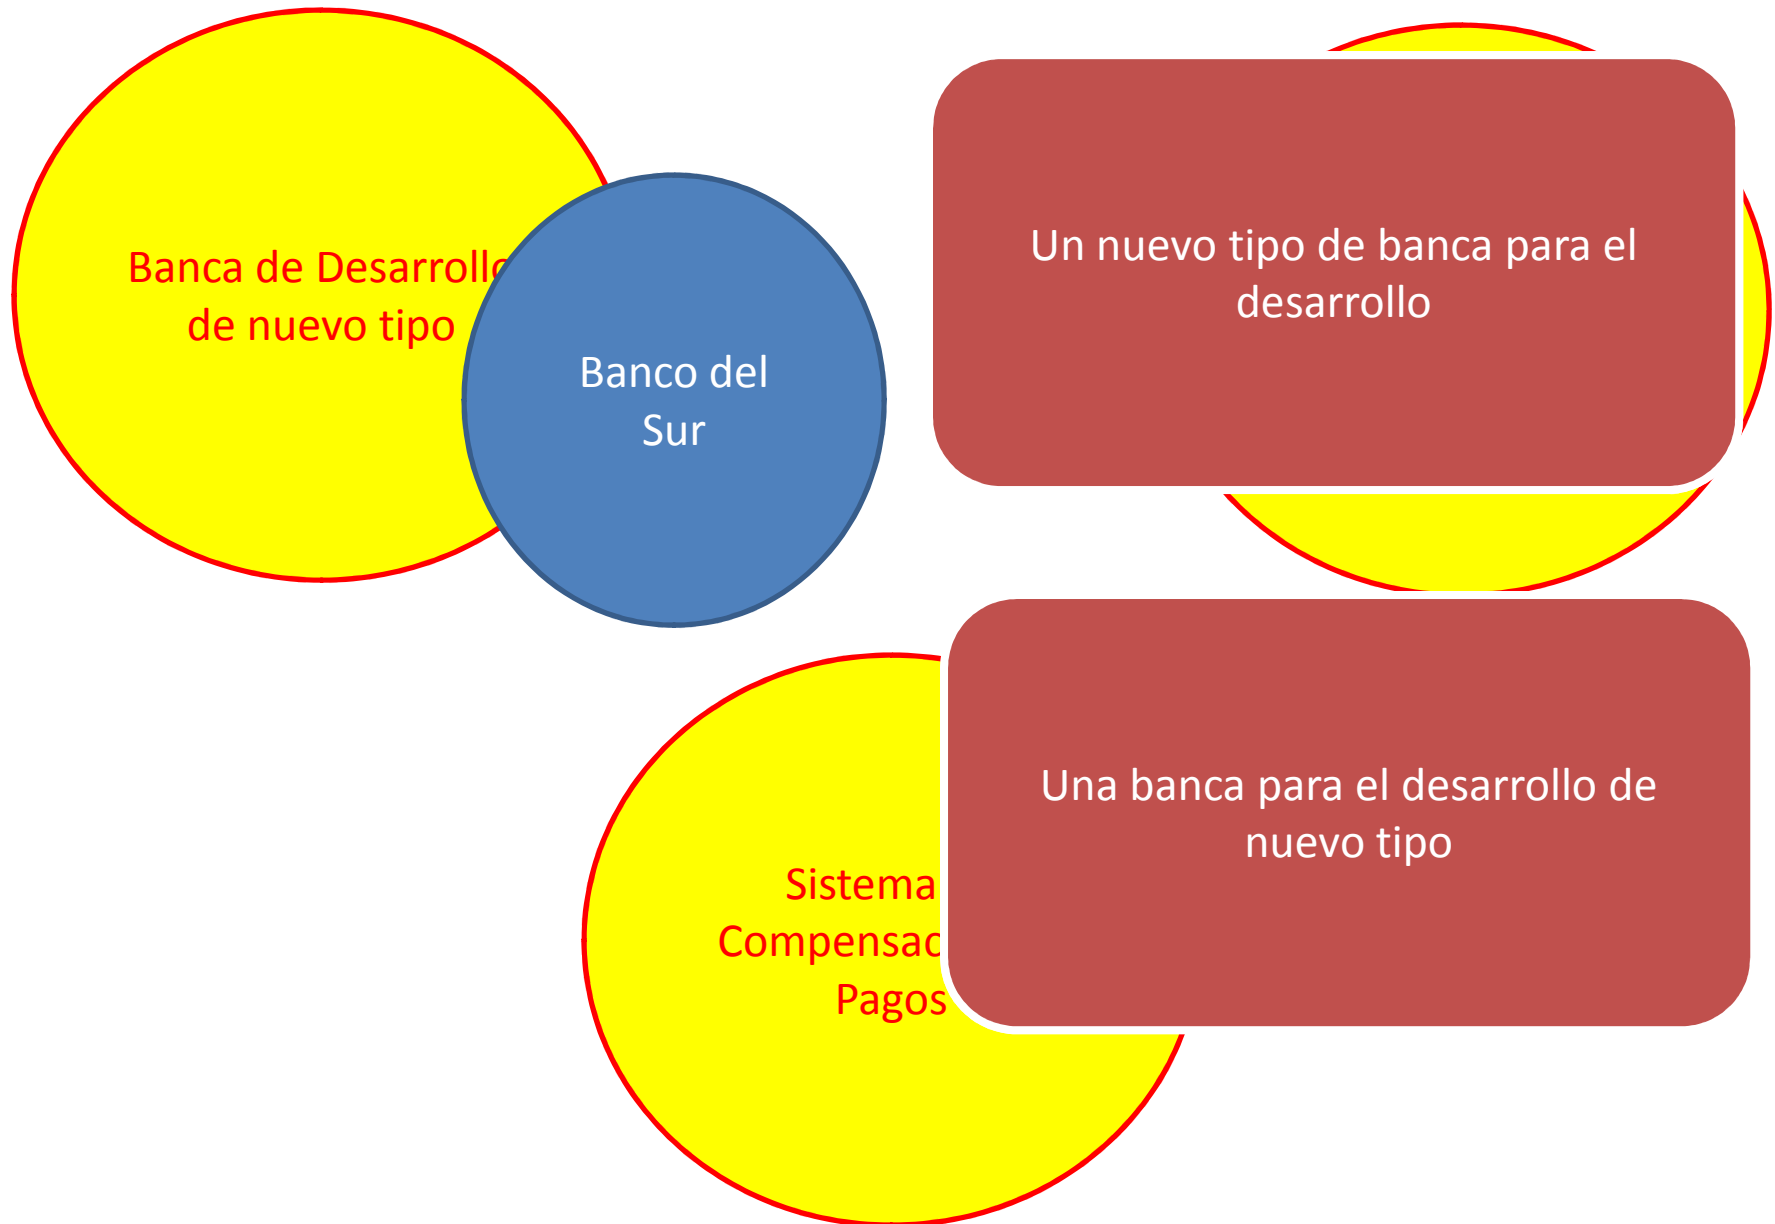 Banca de Desarrollo
de nuevo tipo
Banco del
Sur
Un nuevo tipo de banca para el
desarrollo
Una banca para el desarrollo de
nuevo tipo
Sistema
Pagos